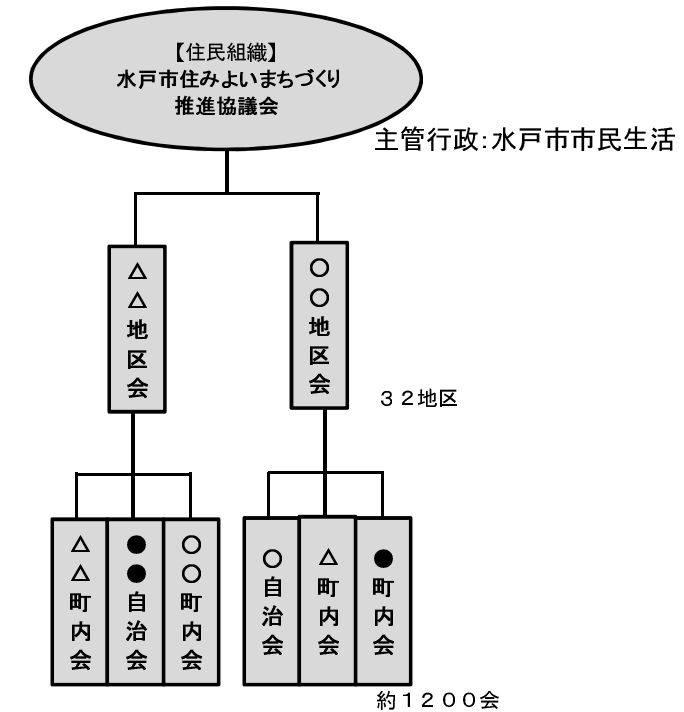 【住民組織】
水戸市住みよいまちづくり
推進協議会
主管行政：水戸市市民生活
△△地区会
○○地区会
３２地区
△△町内会
●●自治会
○○町内会
○自治会
△町内会
●町内会
約１２００会